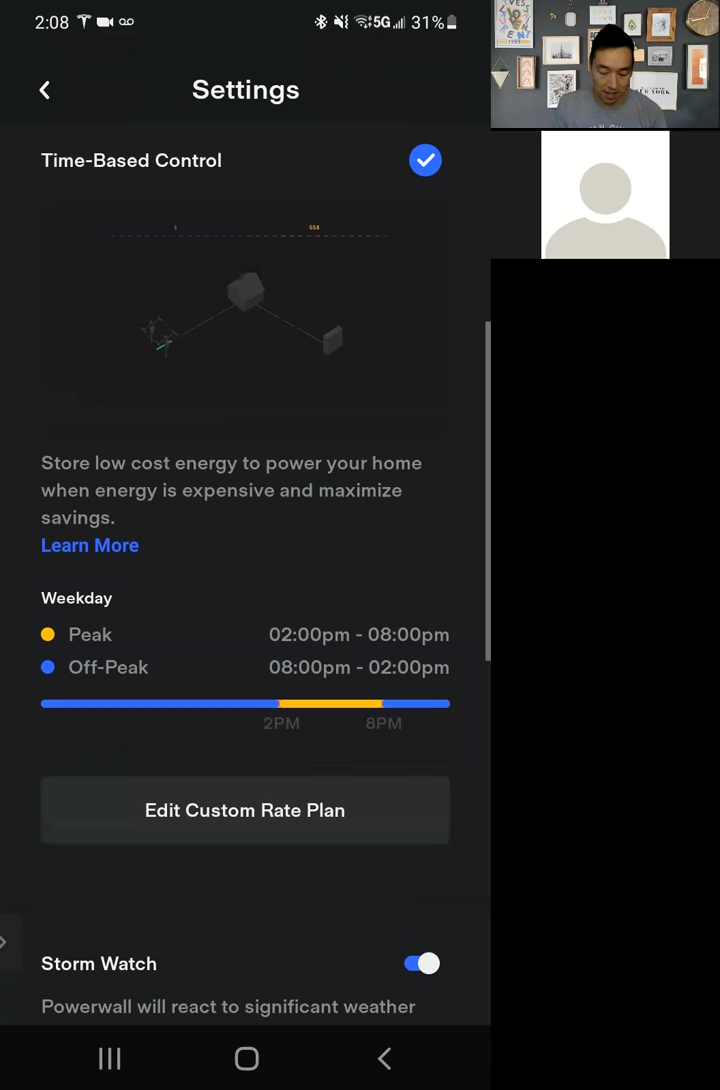 2:08 5G 31%
Settings
Time-Based Control
$ $$$
Store low cost energy to power your home
when energy is expensive and maximize
savings.
Learn More
Weekday
Peak 02:00pm - 08:00pm
Off-Peak 08:00pm - 02:00pm
2PM 8PM
Edit Custom Rate Plan
Storm Watch
Powerwall will react to significant weather